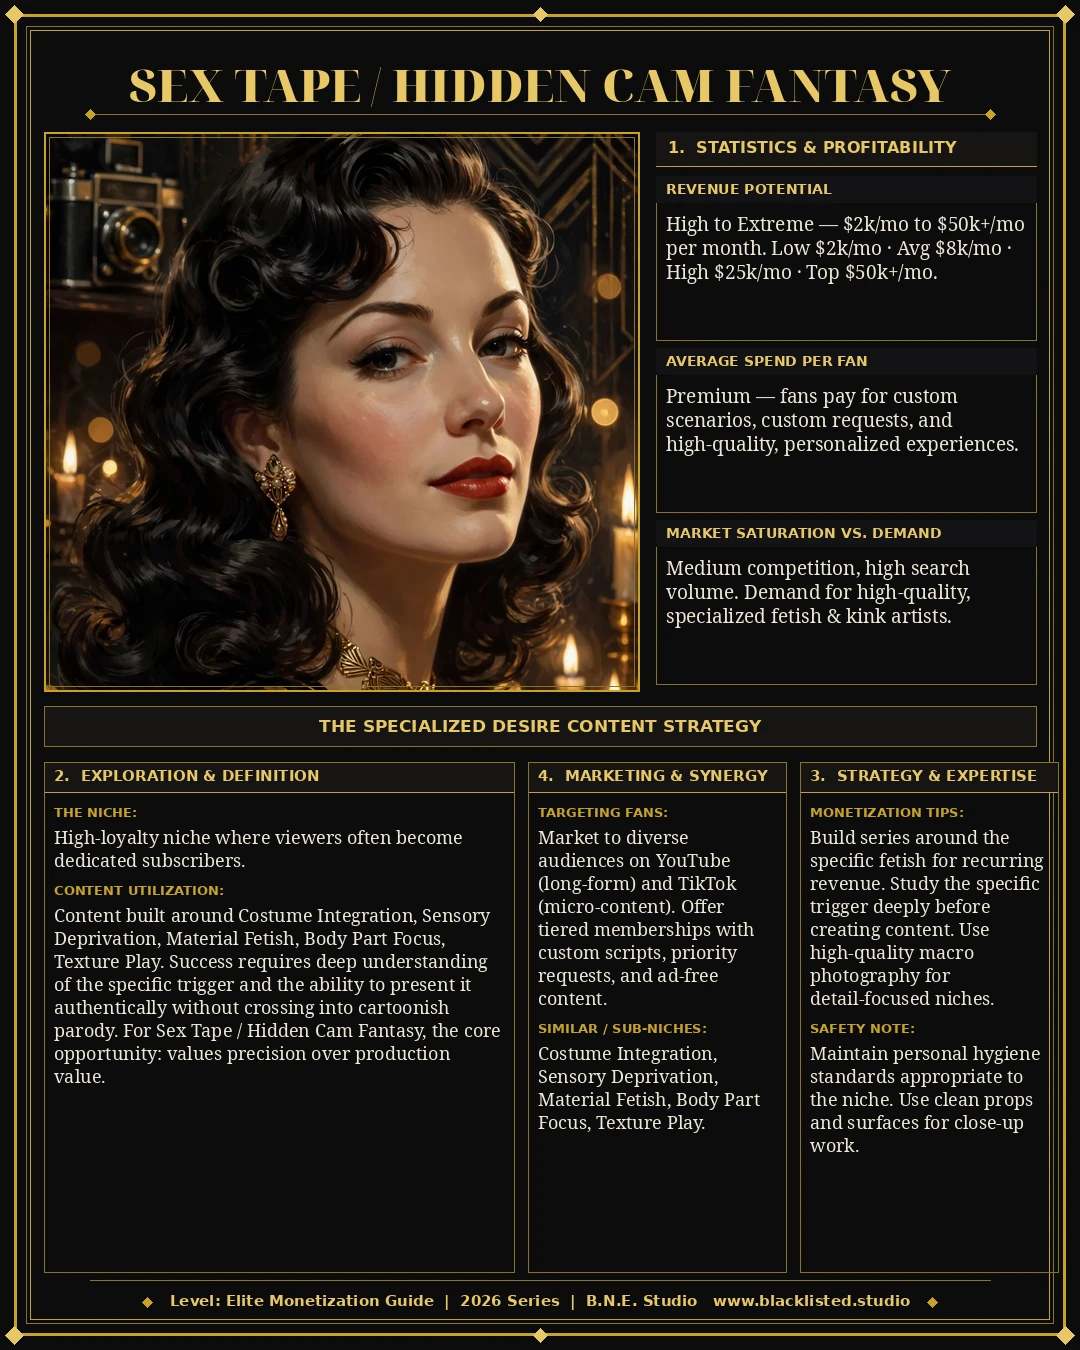 SEX TAPE / HIDDEN CAM FANTASY
1. STATISTICS & PROFITABILITY
REVENUE POTENTIAL
High to Extreme — $2k/mo to $50k+/mo
per month. Low $2k/mo · Avg $8k/mo ·
High $25k/mo · Top $50k+/mo.
AVERAGE SPEND PER FAN
Premium — fans pay for custom
scenarios, custom requests, and
high-quality, personalized experiences.
MARKET SATURATION VS. DEMAND
Medium competition, high search
volume. Demand for high-quality,
specialized fetish & kink artists.
THE SPECIALIZED DESIRE CONTENT STRATEGY
2. EXPLORATION & DEFINITION
THE NICHE:
High-loyalty niche where viewers often become
dedicated subscribers.
CONTENT UTILIZATION:
Content built around Costume Integration, Sensory
Deprivation, Material Fetish, Body Part Focus,
Texture Play. Success requires deep understanding
of the specific trigger and the ability to present it
authentically without crossing into cartoonish
parody. For Sex Tape / Hidden Cam Fantasy, the core
opportunity: values precision over production
value.
4. MARKETING & SYNERGY
TARGETING FANS:
Market to diverse
audiences on YouTube
(long-form) and TikTok
(micro-content). Offer
tiered memberships with
custom scripts, priority
requests, and ad-free
content.
SIMILAR / SUB-NICHES:
Costume Integration,
Sensory Deprivation,
Material Fetish, Body Part
Focus, Texture Play.
3. STRATEGY & EXPERTISE
MONETIZATION TIPS:
Build series around the
specific fetish for recurring
revenue. Study the specific
trigger deeply before
creating content. Use
high-quality macro
photography for
detail-focused niches.
SAFETY NOTE:
Maintain personal hygiene
standards appropriate to
the niche. Use clean props
and surfaces for close-up
work.
Level: Elite Monetization Guide | 2026 Series | B.N.E. Studio www.blacklisted.studio